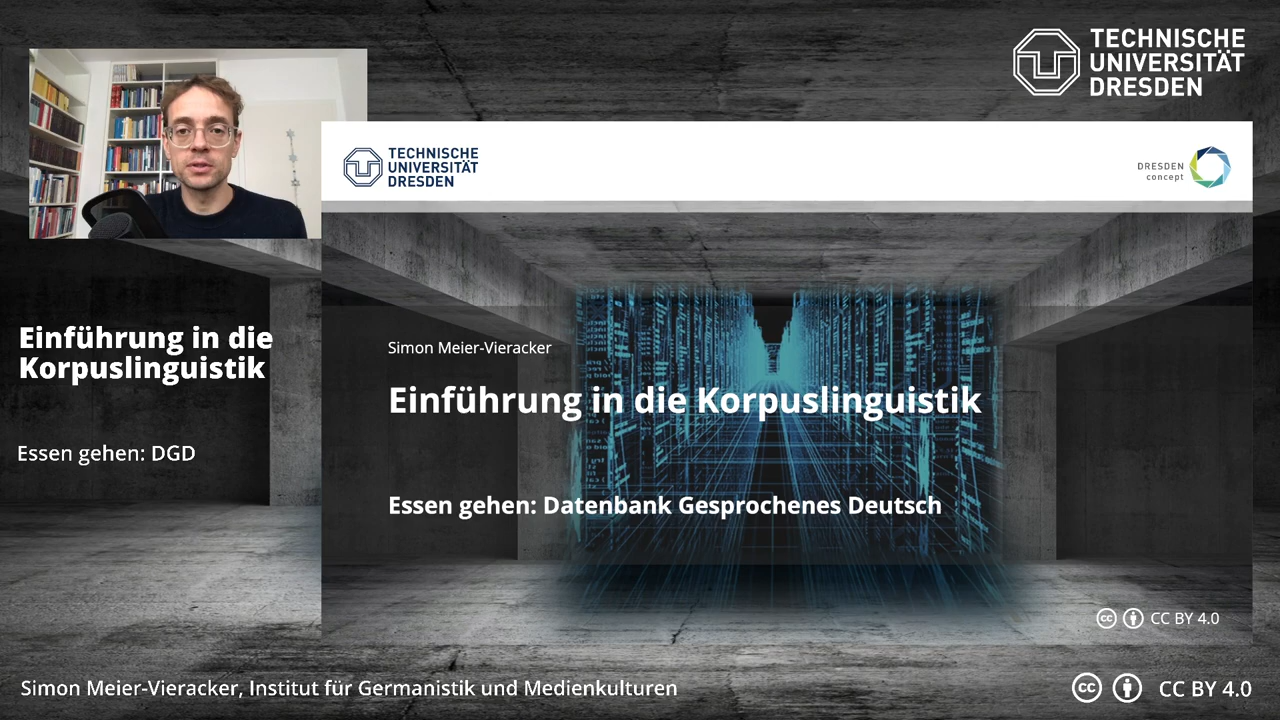 TECHNISCHE
UNIVERSITÄT
DRESDEN
TECHNISCHE
UNIVERSITÄT
DRESDEN
DRESDEN
concept
Simon Meier-Vieracker
Einführung in die Korpuslinguistik
Essen gehen: Datenbank Gesprochenes Deutsch
CC BY 4.0
Einführung in die
Korpuslinguistik
Essen gehen: DGD
Simon Meier-Vieracker, Institut für Germanistik und Medienkulturen
CC BY 4.0